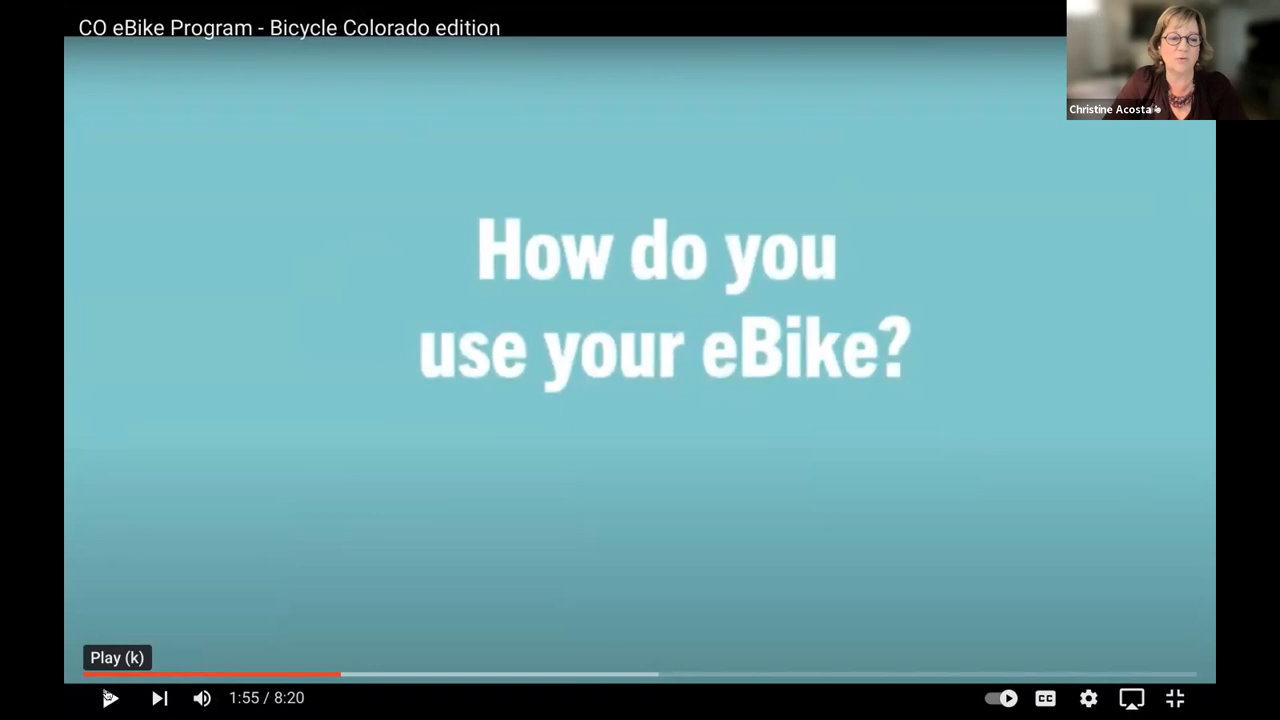 CO eBike Program - Bicycle Colorado edition
Christine Acosta
How do you
use your eBike?
Play (k)
1:55 / 8:20
CC